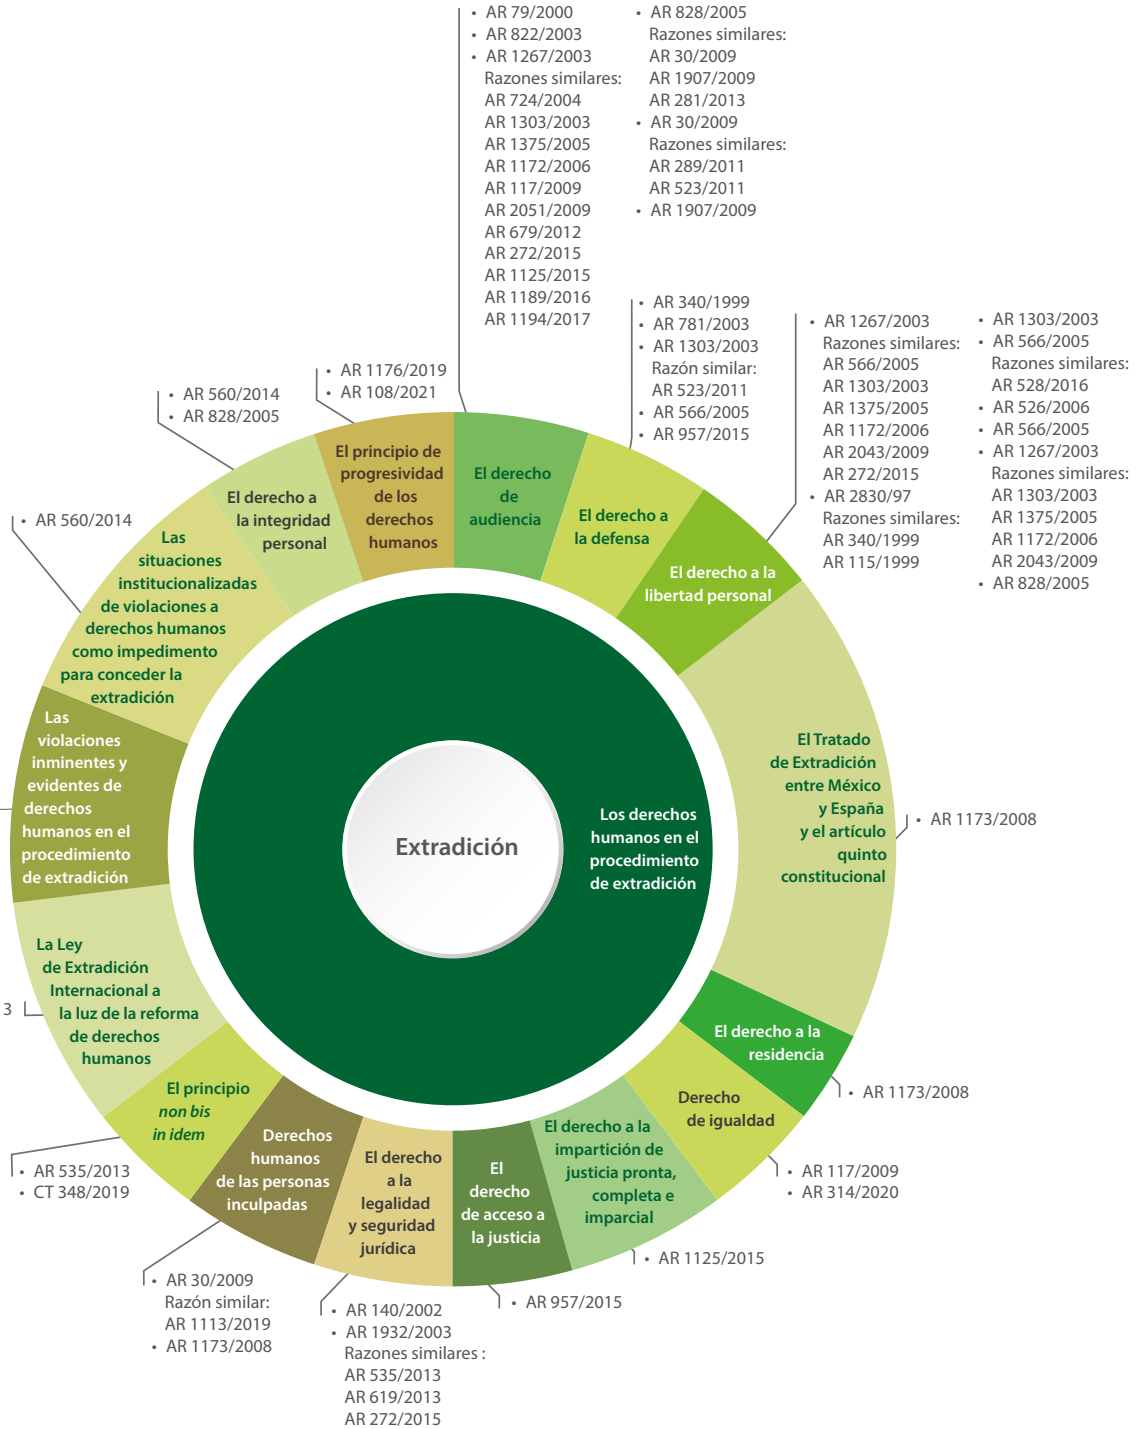 • AR 79/2000
• AR 822/2003
• AR 1267/2003
Razones similares:
AR 724/2004
AR 1303/2003
AR 1375/2005
AR 1172/2006
AR 117/2009
AR 2051/2009
AR 679/2012
AR 272/2015
AR 1125/2015
AR 1189/2016
AR 1194/2017
• AR 828/2005
Razones similares:
AR 30/2009
AR 1907/2009
AR 281/2013
• AR 30/2009
Razones similares:
AR 289/2011
AR 523/2011
• AR 1907/2009
• AR 340/1999
• AR 781/2003
• AR 1303/2003
Razón similar:
AR 523/2011
• AR 566/2005
• AR 957/2015
• AR 1267/2003
Razones similares:
AR 566/2005
AR 1303/2003
AR 1375/2005
AR 1172/2006
AR 2043/2009
AR 272/2015
• AR 2830/97
Razones similares:
AR 340/1999
AR 115/1999
• AR 1303/2003
• AR 566/2005
Razones similares:
AR 528/2016
• AR 526/2006
• AR 566/2005
• AR 1267/2003
Razones similares:
AR 1303/2003
AR 1375/2005
AR 1172/2006
AR 2043/2009
• AR 828/2005
• AR 1176/2019
• AR 108/2021
• AR 560/2014
• AR 828/2005
• AR 560/2014
El principio de
progresividad
de los
derechos
humanos
El derecho
de
audiencia
El derecho a
la defensa
El derecho a la
libertad personal
El derecho a
la integridad
personal
Las
situaciones
institucionalizadas
de violaciones a
derechos humanos
como impedimento
para conceder la
extradición
Las
violaciones
inminentes y
evidentes de
derechos
humanos en el
procedimiento
de extradición
El Tratado
de Extradición
entre México
y España
y el artículo
quinto
constitucional
• AR 1173/2008
Extradición
Los derechos
humanos en el
procedimiento
de extradición
La Ley
de Extradición
Internacional a
la luz de la reforma
de derechos
humanos
3
El derecho a la
residencia
• AR 1173/2008
Derecho
de igualdad
• AR 117/2009
• AR 314/2020
El principio
non bis
in idem
• AR 535/2013
• CT 348/2019
Derechos
humanos
de las personas
inculpadas
El derecho
a la
legalidad
y seguridad
jurídica
El
derecho
de acceso a
la justicia
El derecho a la
impartición de
justicia pronta,
completa e
imparcial
• AR 1125/2015
• AR 30/2009
Razón similar:
AR 1113/2019
• AR 1173/2008
• AR 140/2002
• AR 1932/2003
Razones similares :
AR 535/2013
AR 619/2013
AR 272/2015
• AR 957/2015